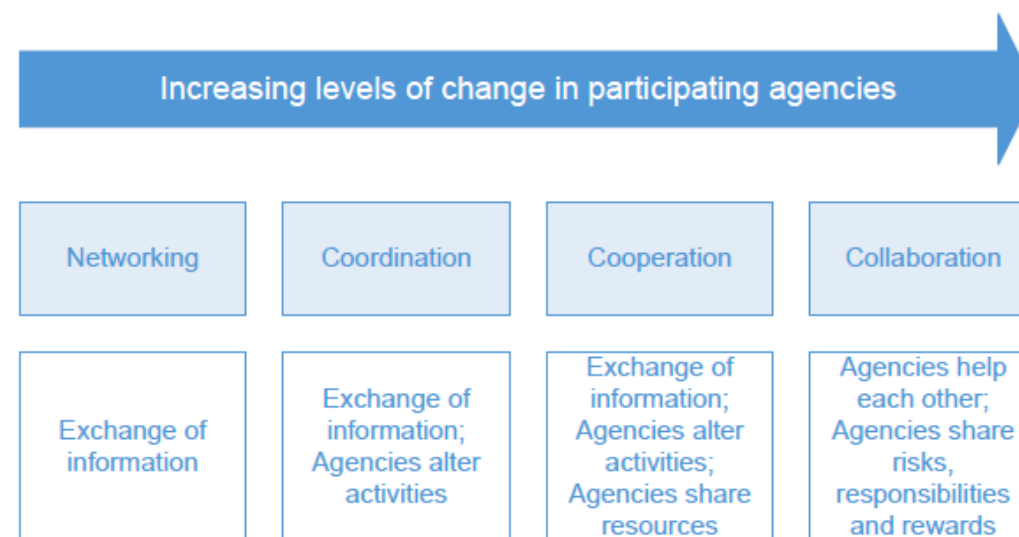 Increasing levels of change in participating agencies
Networking
Coordination
Cooperation
Collaboration
Exchange of
information
Exchange of
information;
Agencies alter
activities
Exchange of
information;
Agencies alter
activities;
Agencies share
resources
Agencies help
each other;
Agencies share
risks,
responsibilities
and rewards